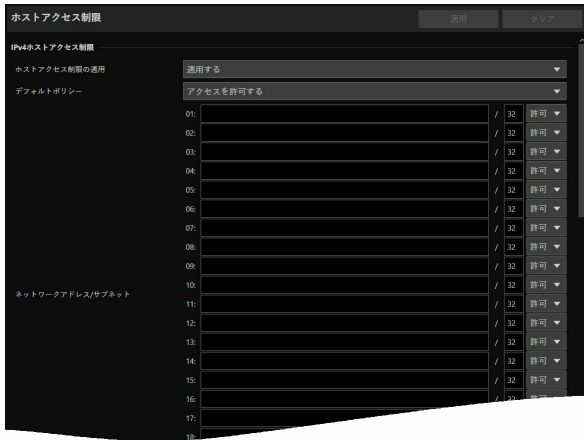 ホストアクセス制限 適用 クリア
IPv4ホストアクセス制限
ホストアクセス制限の適用 適用する
デフォルトポリシー アクセスを許可する
01: / 32 許可
02: / 32 許可
03: / 32 許可
04: / 32 許可
05: / 32 許可
06: / 32 許可
07: / 32 許可
08: / 32 許可
09: / 32 許可
10: / 32 許可
ネットワークアドレス/サブネット
11: / 32 許可
12: / 32 許可
13: / 32 許可
14: / 32 許可
15: / 32 許可
16: / 32 許可
17:
18: